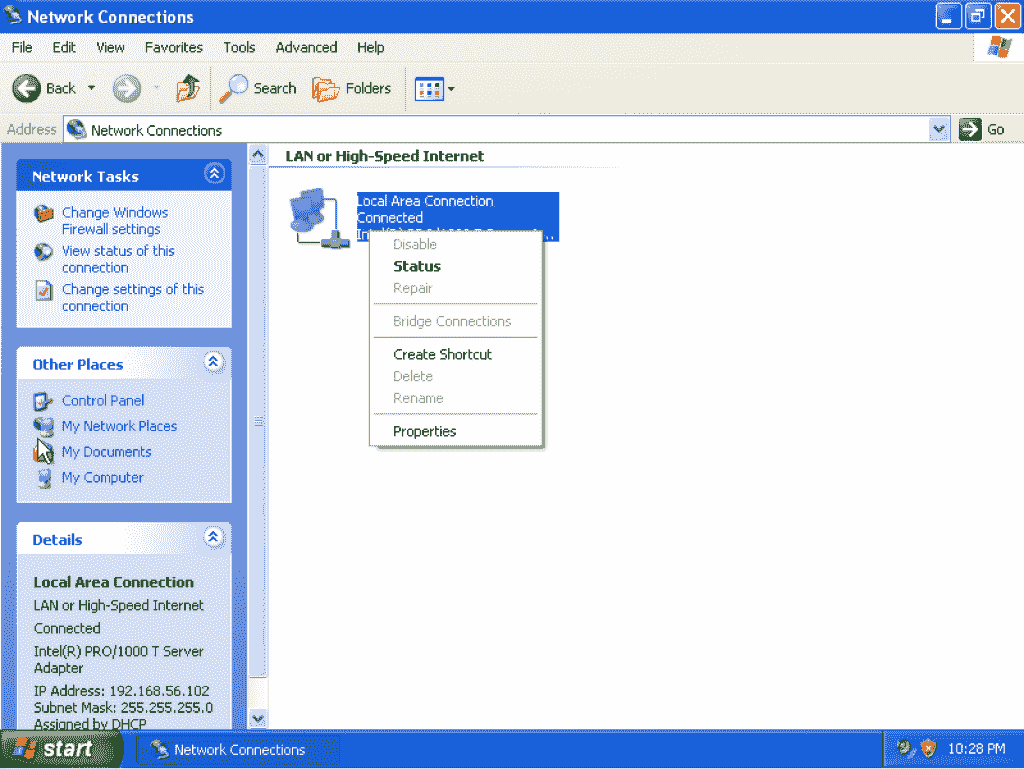 Network Connections
File Edit View Favorites Tools Advanced Help
Back Search Folders
Address Network Connections Go
Network Tasks
Change Windows
Firewall settings
View status of this
connection
Change settings of this
connection
Other Places
Control Panel
My Network Places
My Documents
My Computer
Details
Local Area Connection
LAN or High-Speed Internet
Connected
Intel(R) PRO/1000 T Server
Adapter
IP Address: 192.168.56.102
Subnet Mask: 255.255.255.0
Assigned by DHCP
LAN or High-Speed Internet
Local Area Connection
Connected
Disable
Status
Repair
Bridge Connections
Create Shortcut
Delete
Rename
Properties
start Network Connections 10:28 PM